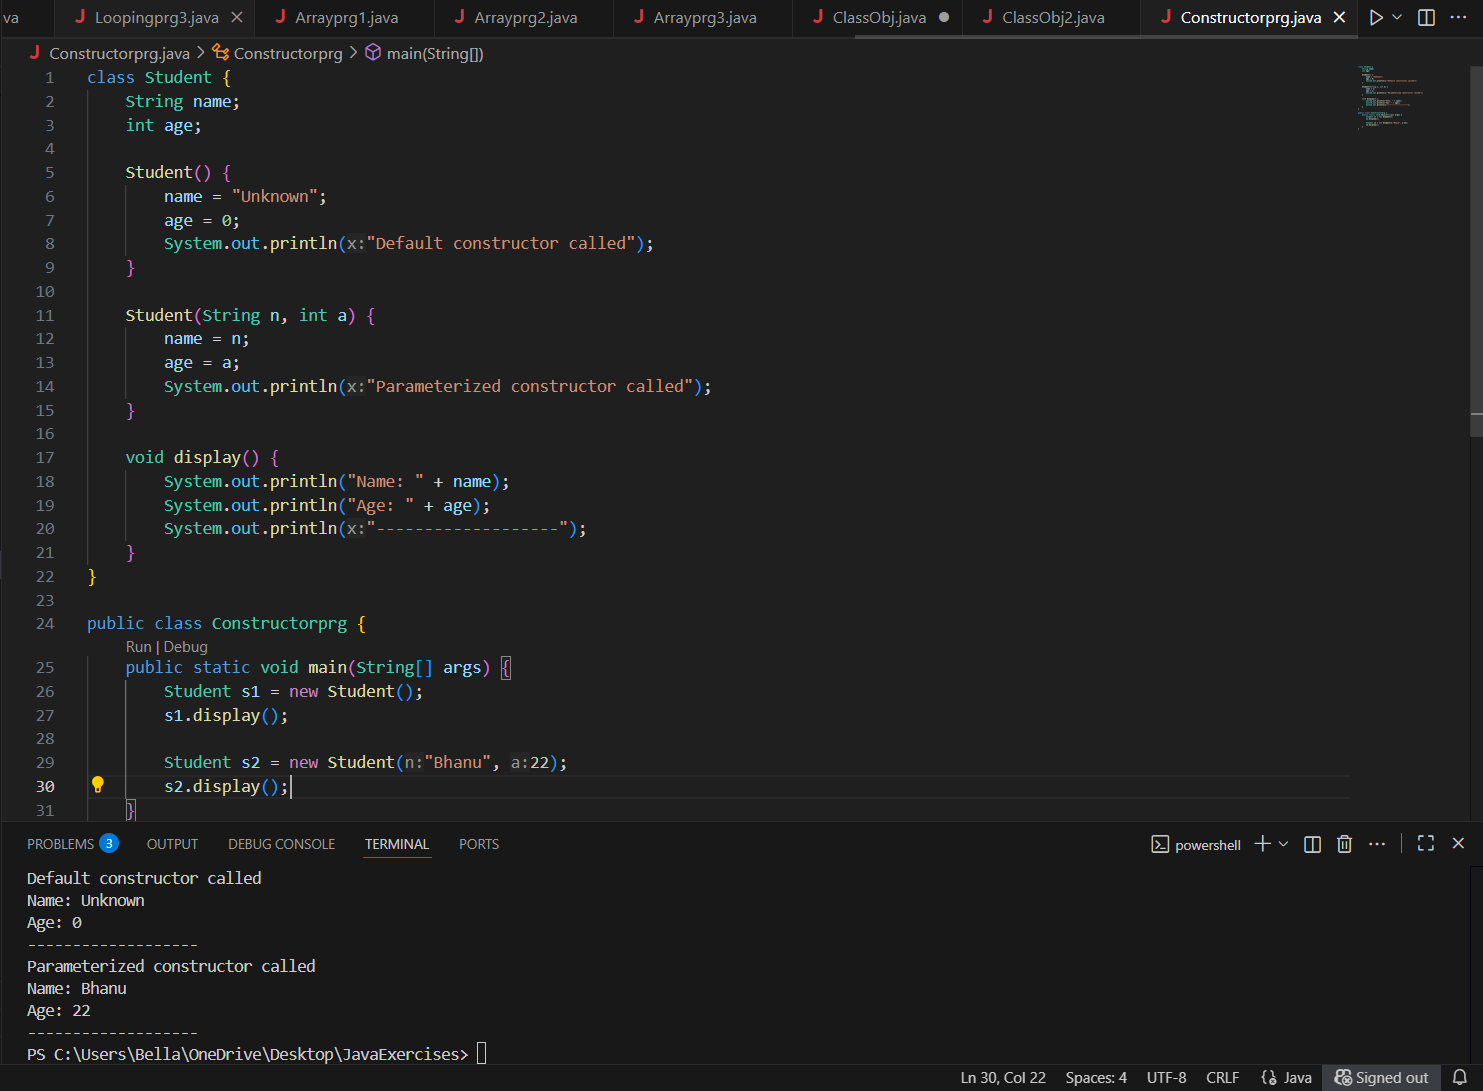 va
Loopingprg3.java
Arrayprg1.java
Arrayprg2.java
Arrayprg3.java
ClassObj.java
ClassObj2.java
Constructorprg.java
Constructorprg.java > Constructorprg > main(String[])
1 class Student {
2     String name;
3     int age;
4
5     Student() {
6         name = "Unknown";
7         age = 0;
8         System.out.println(x:"Default constructor called");
9     }
10
11     Student(String n, int a) {
12         name = n;
13         age = a;
14         System.out.println(x:"Parameterized constructor called");
15     }
16
17     void display() {
18         System.out.println("Name: " + name);
19         System.out.println("Age: " + age);
20         System.out.println(x:"-------------------");
21     }
22 }
23
24 public class Constructorprg {
Run | Debug
25     public static void main(String[] args) {
26         Student s1 = new Student();
27         s1.display();
28
29         Student s2 = new Student(n:"Bhanu", a:22);
30         s2.display();
31     }
PROBLEMS 3 OUTPUT DEBUG CONSOLE TERMINAL PORTS powershell
Default constructor called
Name: Unknown
Age: 0
-------------------
Parameterized constructor called
Name: Bhanu
Age: 22
-------------------
PS C:\Users\Bella\OneDrive\Desktop\JavaExercises>
Ln 30, Col 22 Spaces: 4 UTF-8 CRLF {} Java Signed out